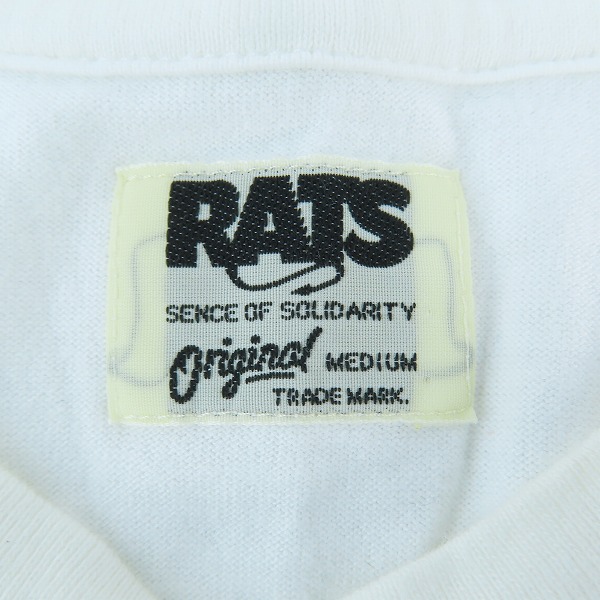 RATS
SENCE OF SOLIDARITY
Original MEDIUM
TRADE MARK.